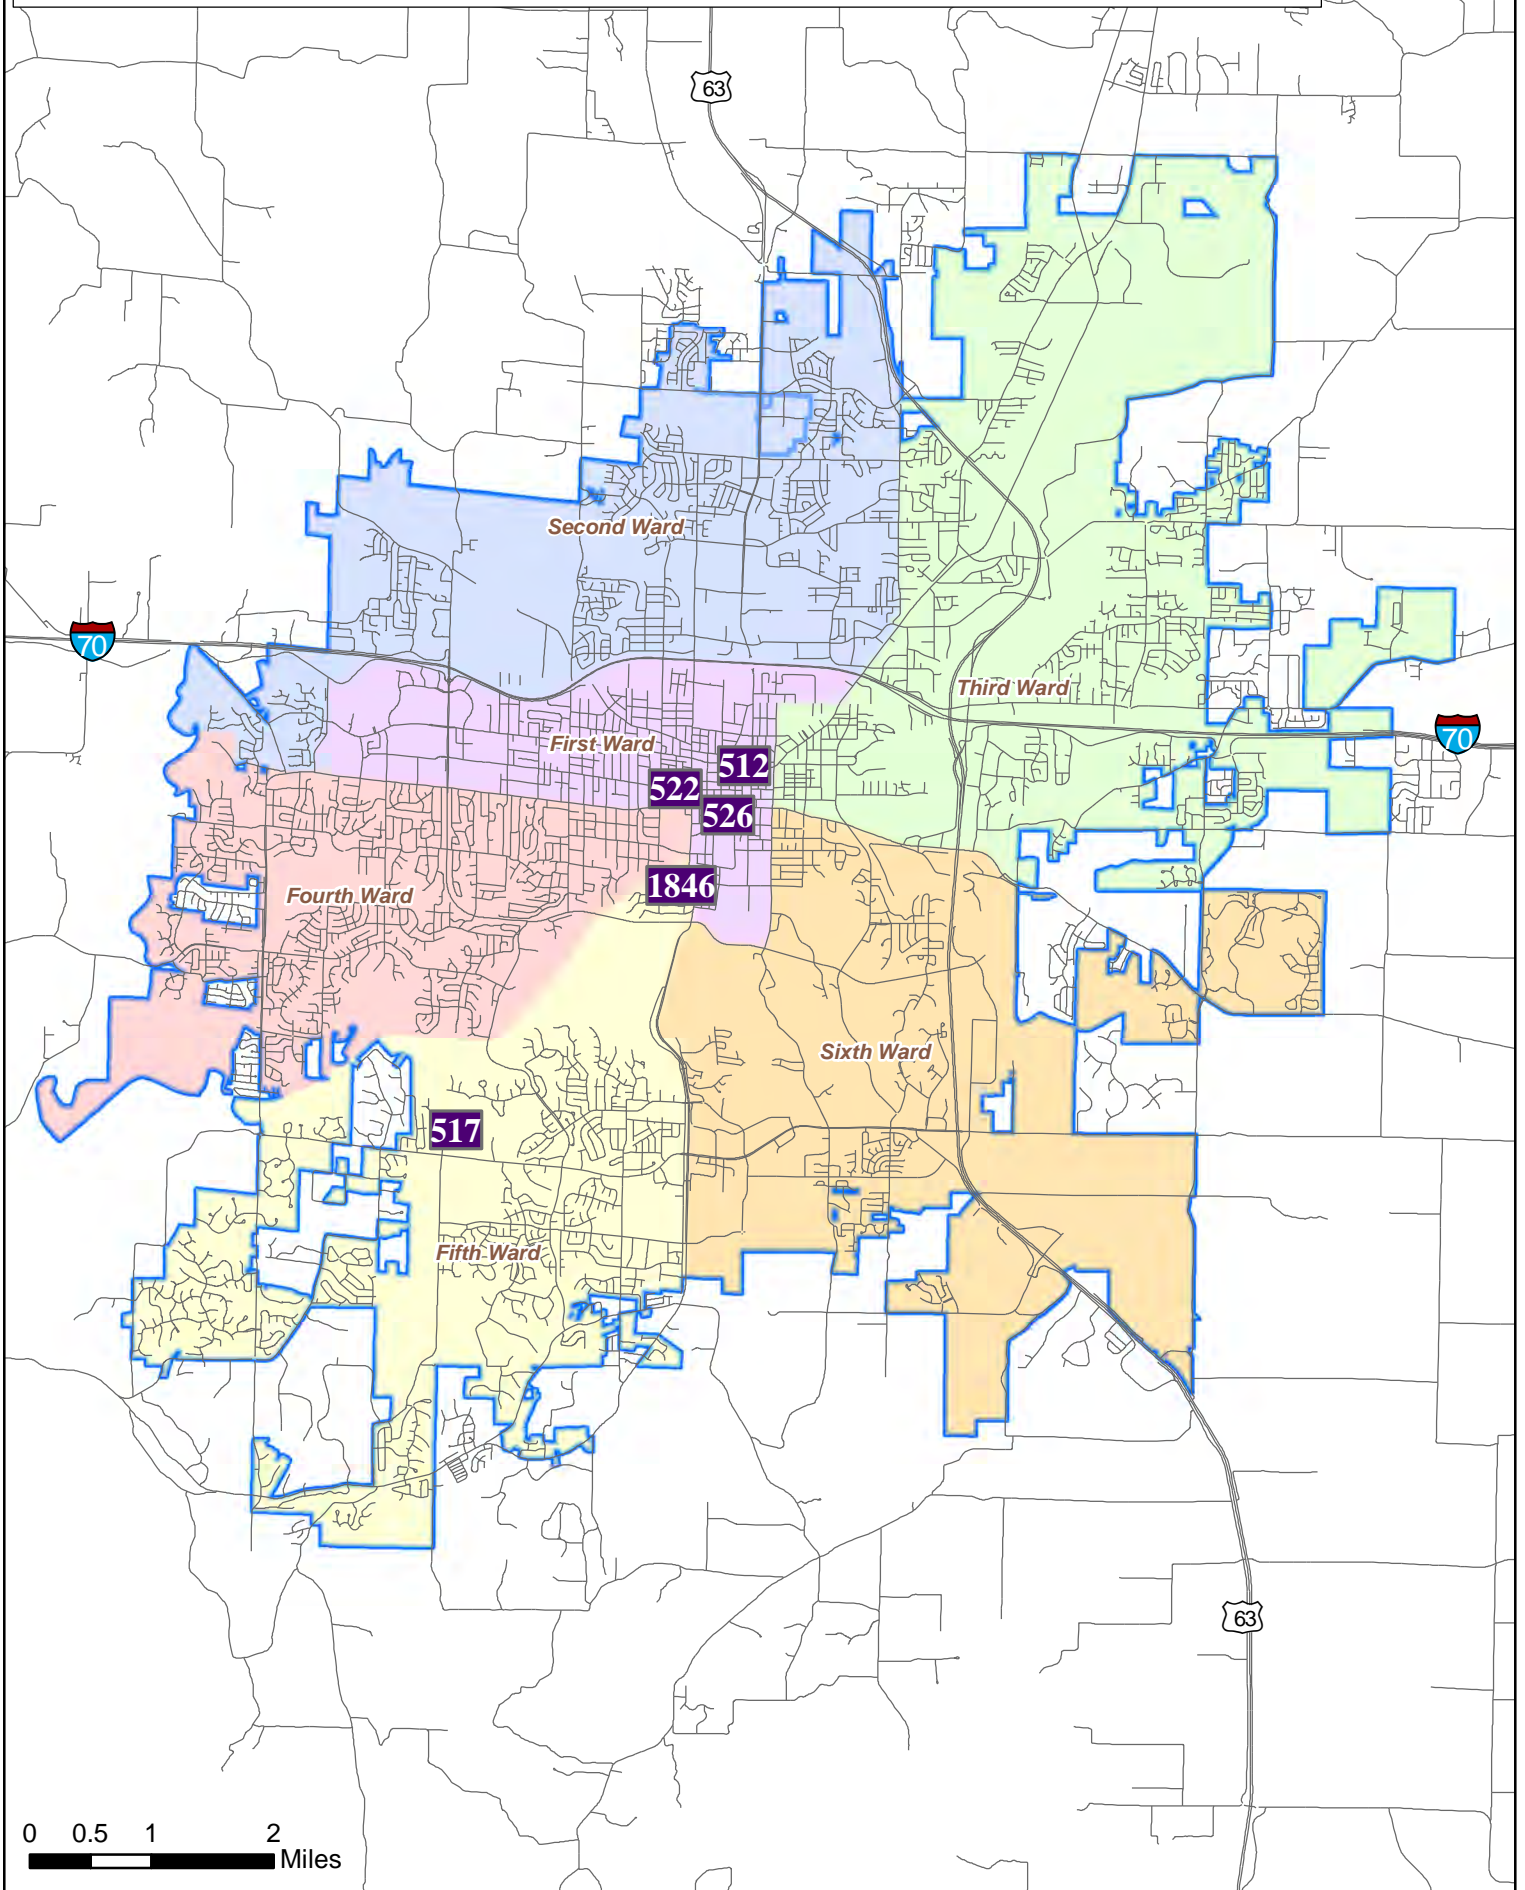 63
Second Ward
70
Third Ward
First Ward
70
512
522
526
1846
Fourth Ward
Sixth Ward
517
Fifth Ward
63
0 0.5 1 2
Miles